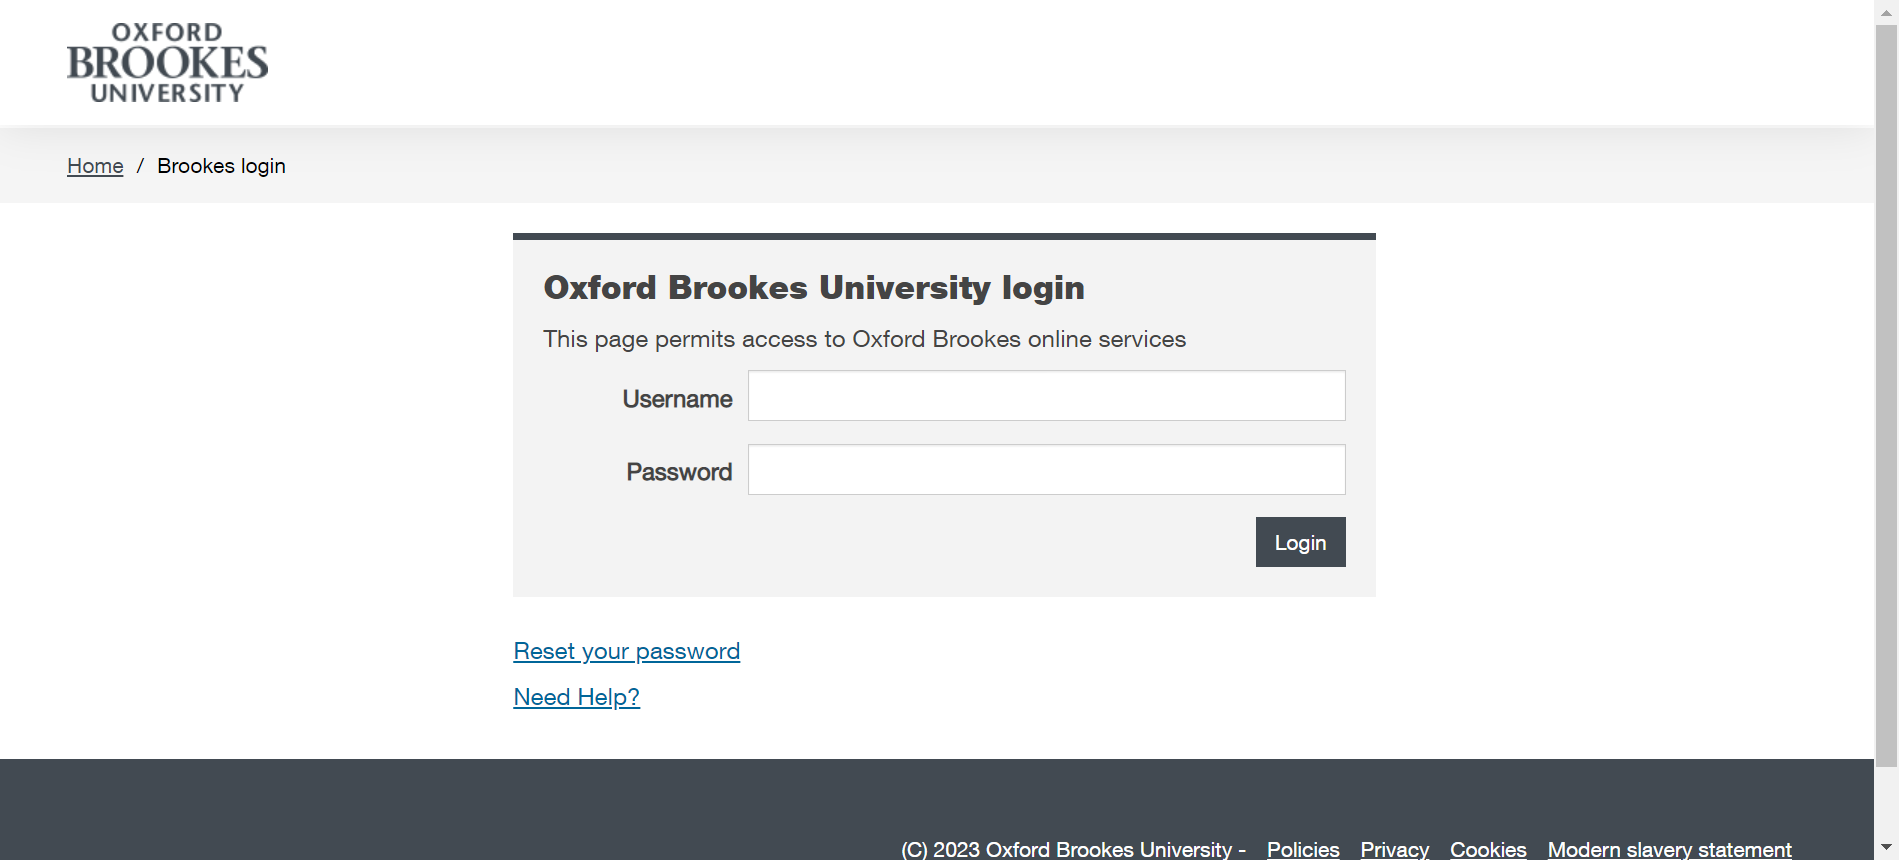 OXFORD
BROOKES
UNIVERSITY
Home / Brookes login
Oxford Brookes University login
This page permits access to Oxford Brookes online services
Username
Password
Login
Reset your password
Need Help?
(C) 2023 Oxford Brookes University - Policies Privacy Cookies Modern slavery statement